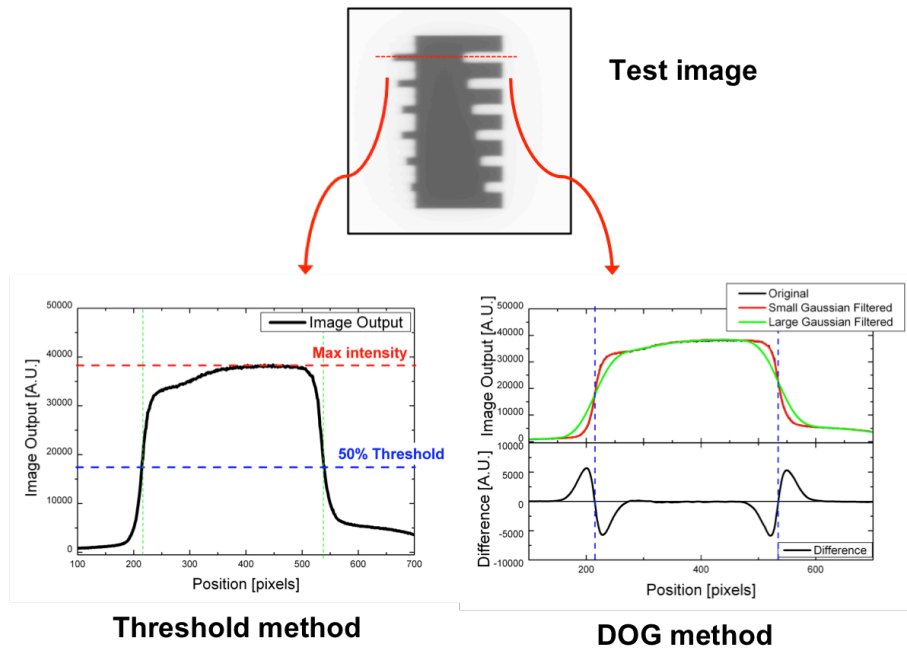 Test image
50000
40000
30000
20000
10000
0
Image Output [A.U.]
Image Output
Max intensity
50% Threshold
100 200 300 400 500 600 700
Position [pixels]
Threshold method
Original
Small Gaussian Filtered
Large Gaussian Filtered
50000
40000
30000
20000
10000
0
Image Output [A.U.]
10000
5000
0
-5000
-10000
Difference [A.U.]
Difference
200 400 600
Position [pixels]
DOG method